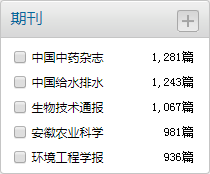 期刊
中国中药杂志 1,281篇
中国给水排水 1,243篇
生物技术通报 1,067篇
安徽农业科学 981篇
环境工程学报 936篇